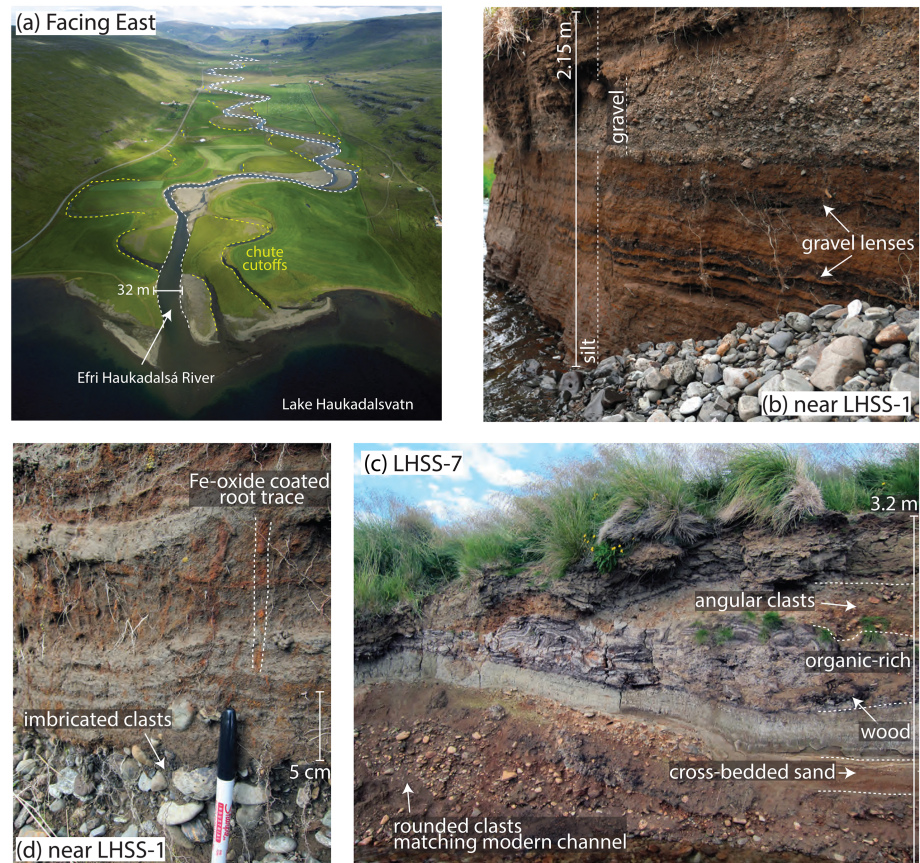 (a) Facing East
chute
cutoffs
32 m
Efri Haukadalsá River
Lake Haukadalsvatn
2.15 m
gravel
gravel lenses
silt
(b) near LHSS-1
Fe-oxide coated
root trace
imbricated clasts
5 cm
Sharpie
(d) near LHSS-1
(c) LHSS-7
3.2 m
angular clasts
organic-rich
wood
cross-bedded sand
rounded clasts
matching modern channel